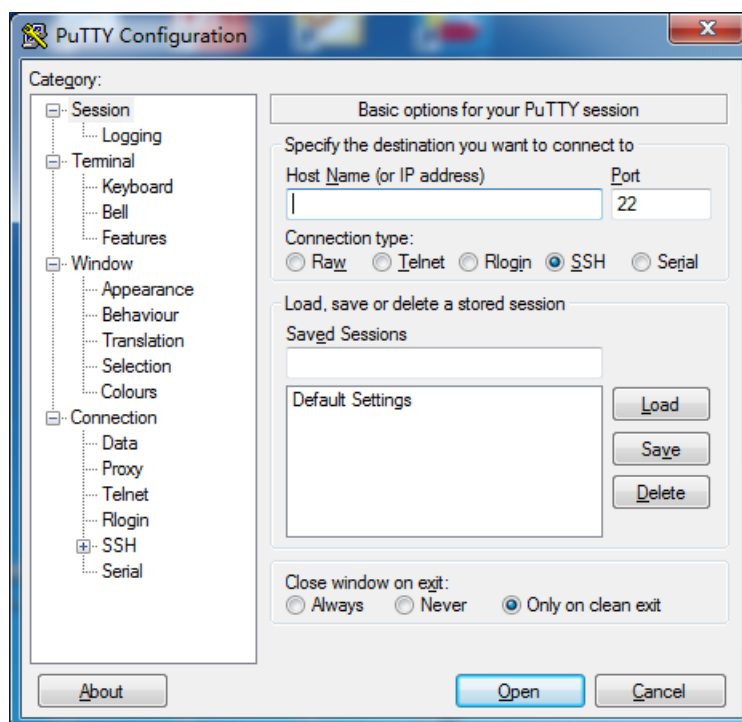 PuTTY Configuration
Category:
Session
Logging
Terminal
Keyboard
Bell
Features
Window
Appearance
Behaviour
Translation
Selection
Colours
Connection
Data
Proxy
Telnet
Rlogin
SSH
Serial
Basic options for your PuTTY session
Specify the destination you want to connect to
Host Name (or IP address) Port
22
Connection type:
Raw Telnet Rlogin SSH Serial
Load, save or delete a stored session
Saved Sessions
Default Settings
Load
Save
Delete
Close window on exit:
Always Never Only on clean exit
About Open Cancel